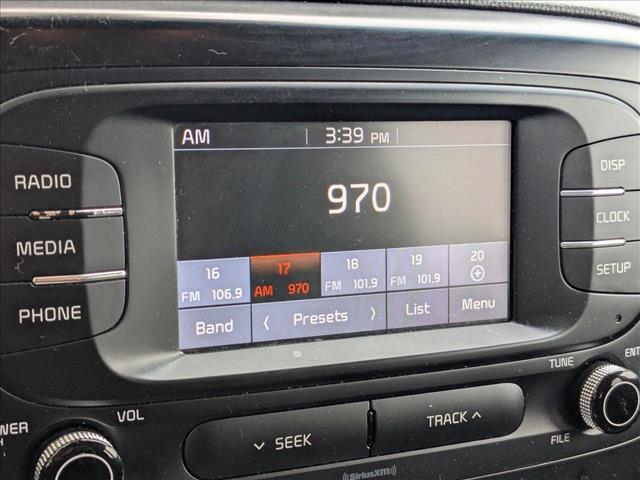 AM 3:39 PM
970
RADIO
MEDIA
PHONE
16 17 18 19 20
FM 106.9 AM 970 FM 101.9 FM 101.9
Band Presets List Menu
DISP
CLOCK
SETUP
VOL
SEEK
TRACK
TUNE
FILE
SiriusXM